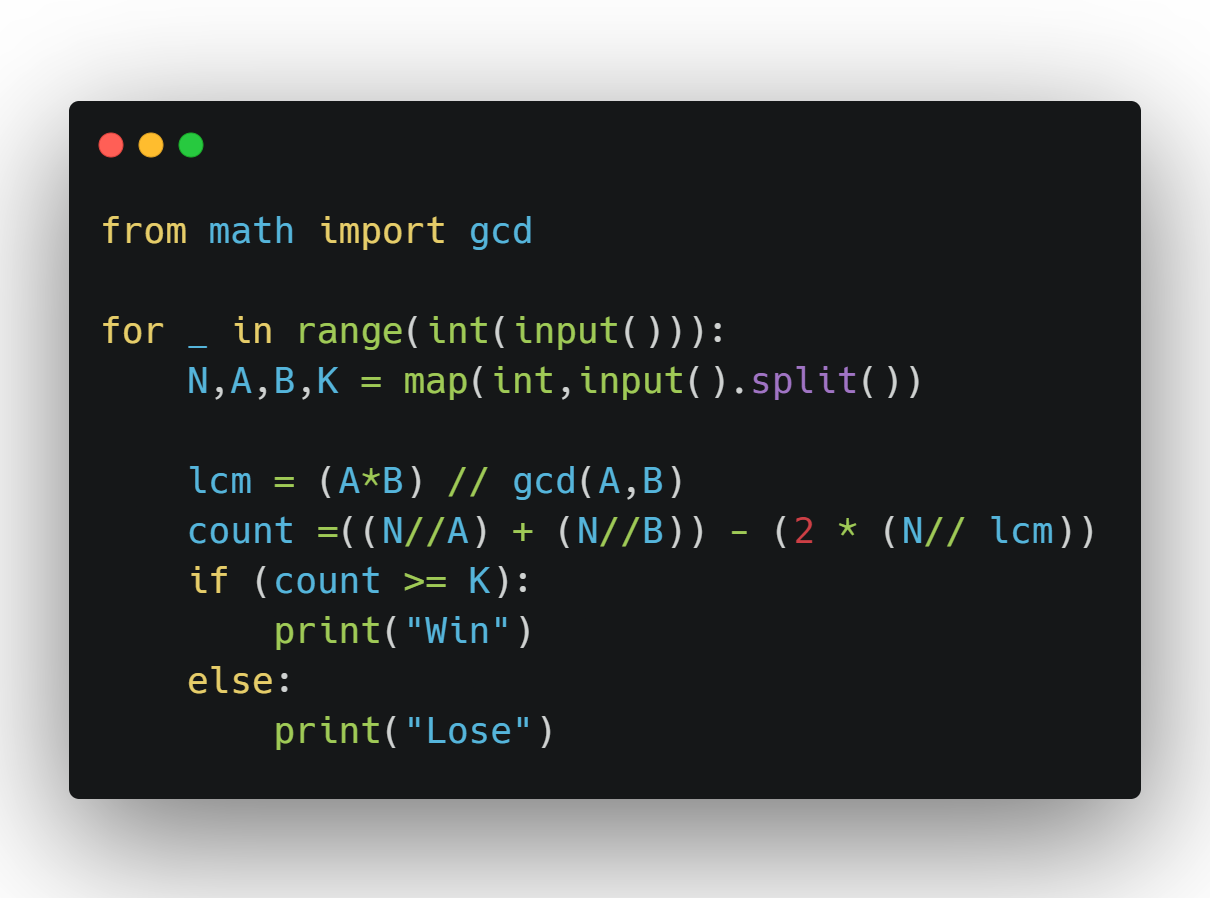 from math import gcd

for _ in range(int(input())):
    N,A,B,K = map(int,input().split())

    lcm = (A*B) // gcd(A,B)
    count =((N//A) + (N//B)) - (2 * (N// lcm))
    if (count >= K):
        print("Win")
    else:
        print("Lose")